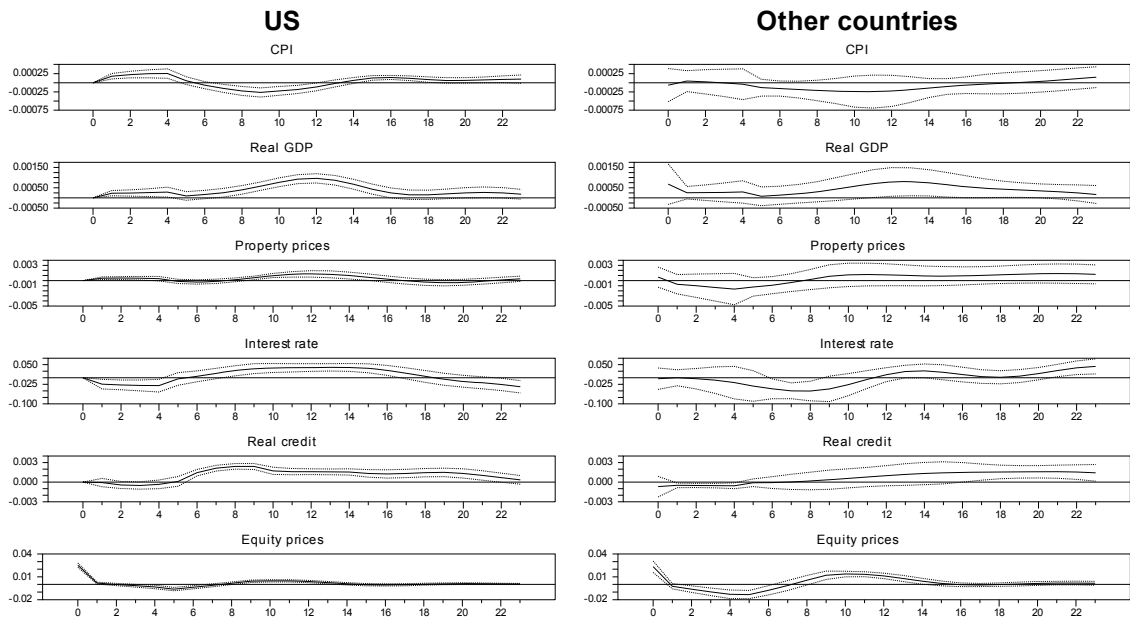 US
Other countries
CPI
0.00025
-0.00025
-0.00075
0 2 4 6 8 10 12 14 16 18 20 22
CPI
0.00025
-0.00025
-0.00075
0 2 4 6 8 10 12 14 16 18 20 22
Real GDP
0.00150
0.00050
-0.00050
0 2 4 6 8 10 12 14 16 18 20 22
Real GDP
0.00150
0.00050
-0.00050
0 2 4 6 8 10 12 14 16 18 20 22
Property prices
0.003
-0.001
-0.005
0 2 4 6 8 10 12 14 16 18 20 22
Property prices
0.003
-0.001
-0.005
0 2 4 6 8 10 12 14 16 18 20 22
Interest rate
0.050
-0.025
-0.100
0 2 4 6 8 10 12 14 16 18 20 22
Interest rate
0.050
-0.025
-0.100
0 2 4 6 8 10 12 14 16 18 20 22
Real credit
0.003
0.000
-0.003
0 2 4 6 8 10 12 14 16 18 20 22
Real credit
0.003
0.000
-0.003
0 2 4 6 8 10 12 14 16 18 20 22
Equity prices
0.04
0.01
-0.02
0 2 4 6 8 10 12 14 16 18 20 22
Equity prices
0.04
0.01
-0.02
0 2 4 6 8 10 12 14 16 18 20 22